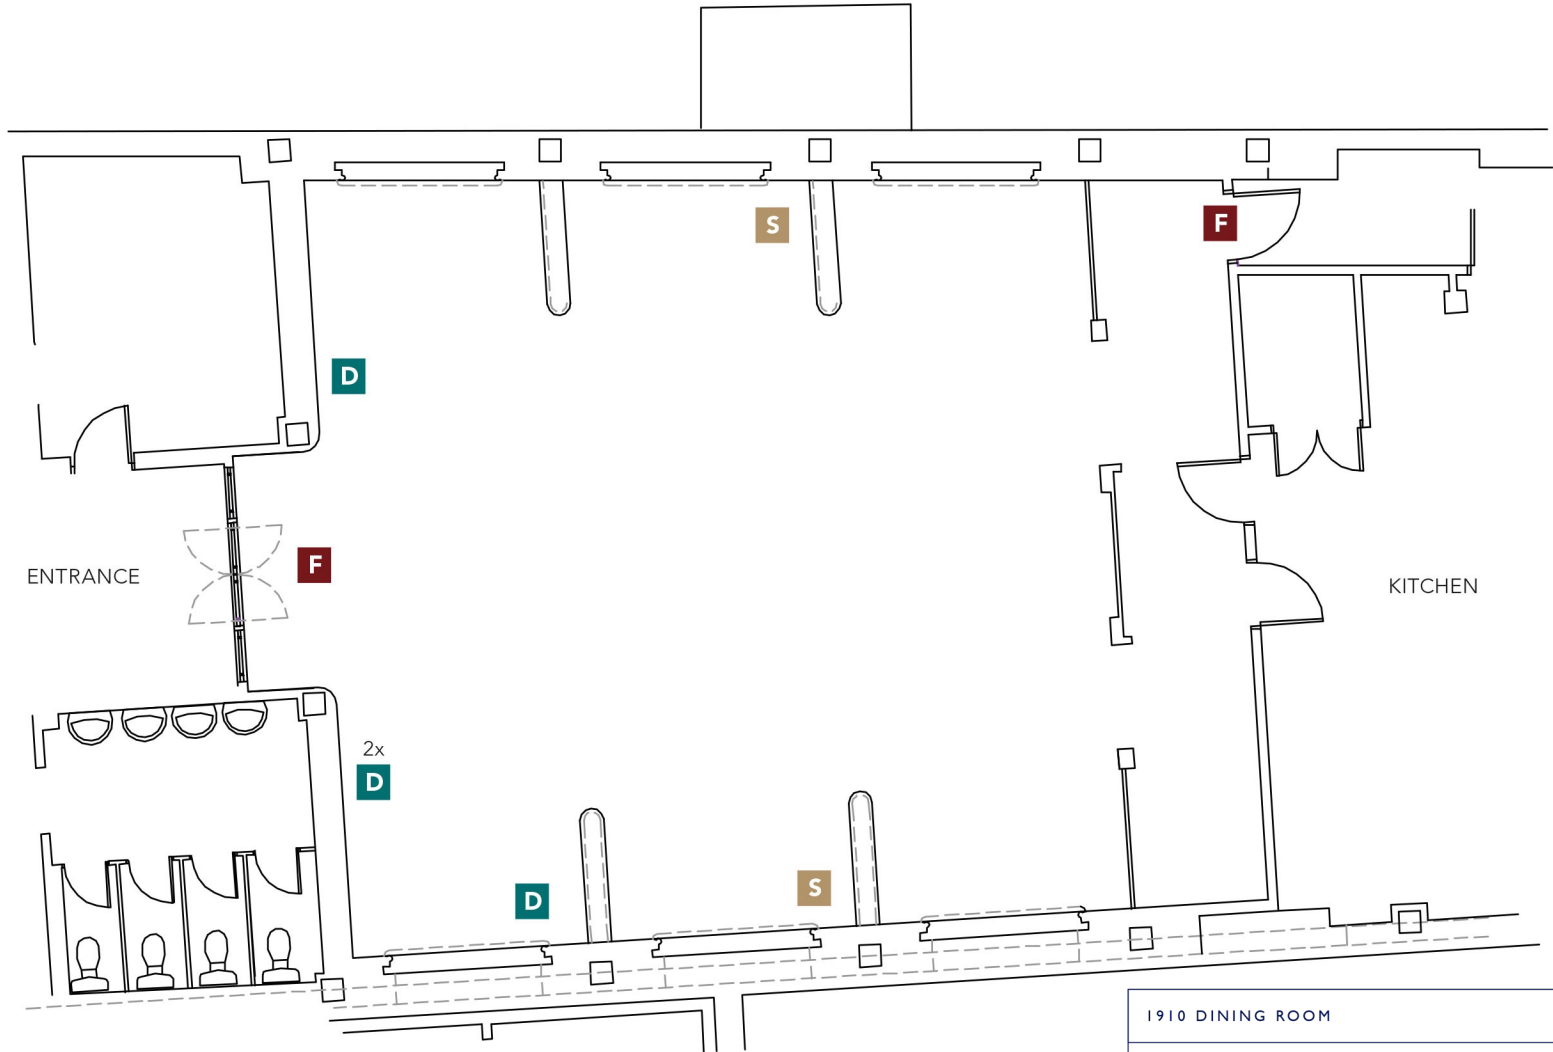 S
F
D
F
ENTRANCE
KITCHEN
2x
D
D
S
1910 DINING ROOM